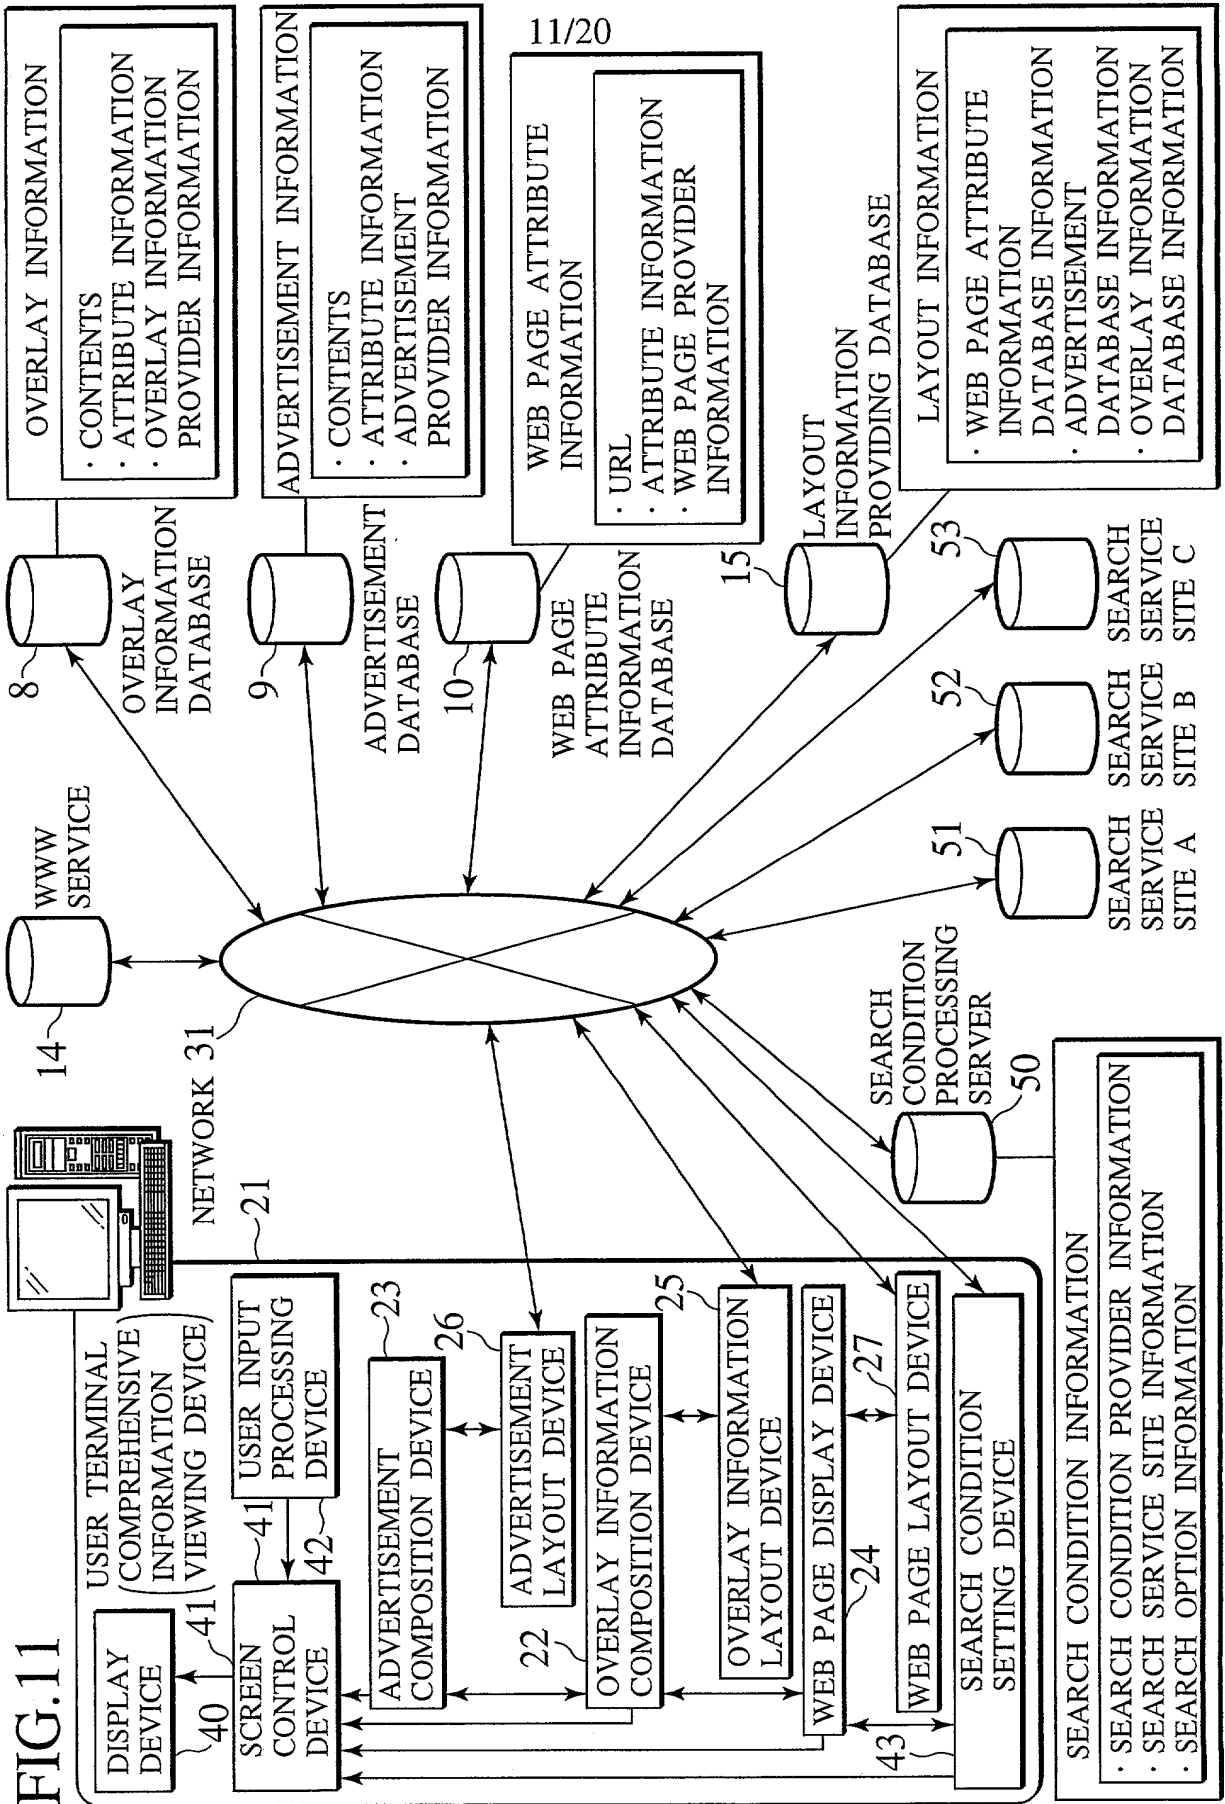 FIG.11
11/20
USER TERMINAL
(COMPREHENSIVE
INFORMATION
VIEWING DEVICE)
DISPLAY
DEVICE
40
41
SCREEN
CONTROL
DEVICE
41
USER INPUT
PROCESSING
DEVICE
42
21
ADVERTISEMENT
COMPOSITION DEVICE
23
ADVERTISEMENT
LAYOUT DEVICE
26
22
OVERLAY INFORMATION
COMPOSITION DEVICE
OVERLAY INFORMATION
LAYOUT DEVICE
25
WEB PAGE DISPLAY DEVICE
24
27
WEB PAGE LAYOUT DEVICE
43
SEARCH CONDITION
SETTING DEVICE
SEARCH CONDITION INFORMATION
· SEARCH CONDITION PROVIDER INFORMATION
· SEARCH SERVICE SITE INFORMATION
· SEARCH OPTION INFORMATION
NETWORK 31
14
WWW
SERVICE
SEARCH
CONDITION
PROCESSING
SERVER
50
8
OVERLAY
INFORMATION
DATABASE
9
ADVERTISEMENT
DATABASE
10
WEB PAGE
ATTRIBUTE
INFORMATION
DATABASE
15
LAYOUT
INFORMATION
PROVIDING DATABASE
51
SEARCH
SERVICE
SITE A
52
SEARCH
SERVICE
SITE B
53
SEARCH
SERVICE
SITE C
OVERLAY INFORMATION
· CONTENTS
· ATTRIBUTE INFORMATION
· OVERLAY INFORMATION
PROVIDER INFORMATION
ADVERTISEMENT INFORMATION
· CONTENTS
· ATTRIBUTE INFORMATION
· ADVERTISEMENT
PROVIDER INFORMATION
WEB PAGE ATTRIBUTE
INFORMATION
· URL
· ATTRIBUTE INFORMATION
· WEB PAGE PROVIDER
INFORMATION
LAYOUT INFORMATION
· WEB PAGE ATTRIBUTE
INFORMATION
DATABASE INFORMATION
· ADVERTISEMENT
DATABASE INFORMATION
· OVERLAY INFORMATION
DATABASE INFORMATION